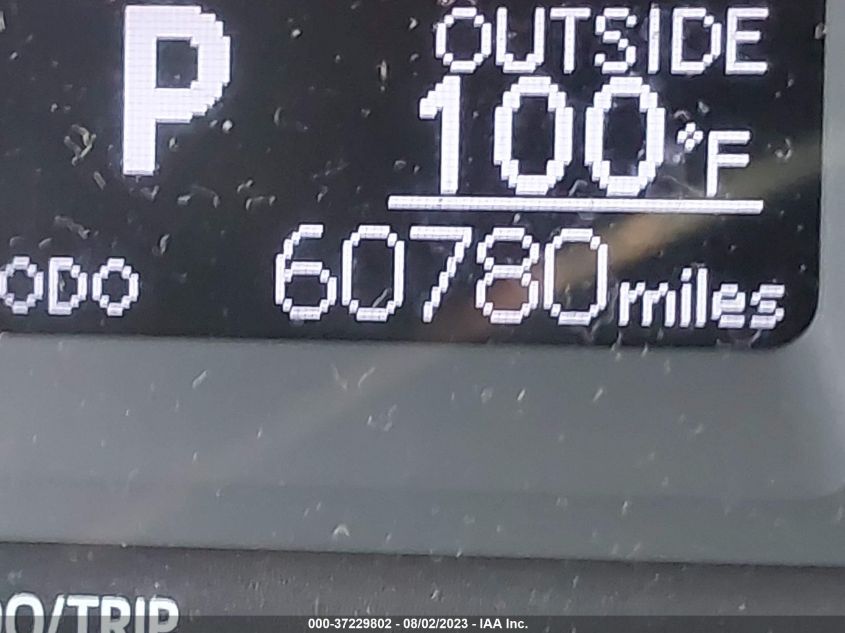 P
OUTSIDE
100°F
ODO 60780 miles
O/TRIP
000-37229802 - 08/02/2023 - IAA Inc.